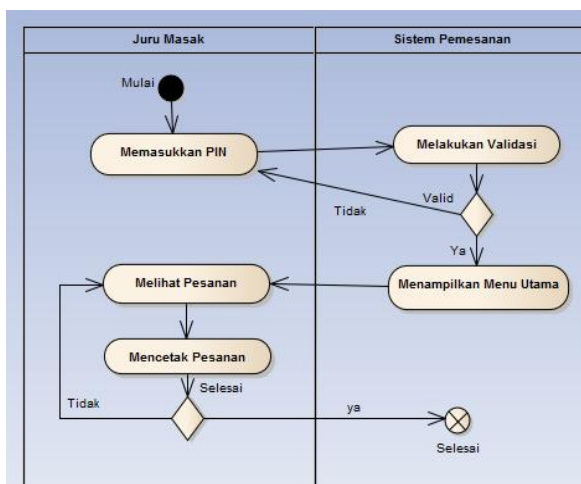 Juru Masak
Sistem Pemesanan
Mulai
Memasukkan PIN
Melakukan Validasi
Valid
Tidak
Ya
Melihat Pesanan
Menampilkan Menu Utama
Mencetak Pesanan
Selesai
Tidak
ya
Selesai